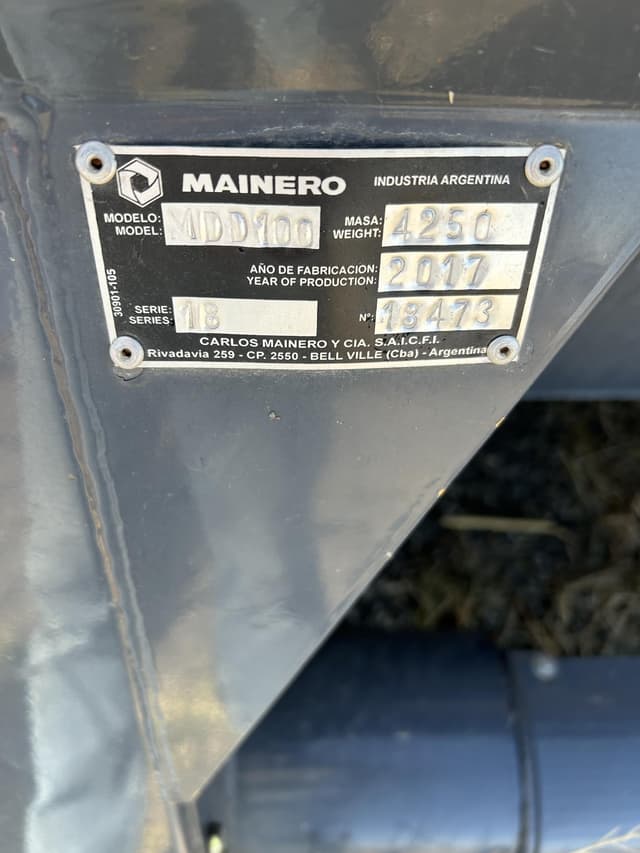 MAINERO INDUSTRIA ARGENTINA
MODELO: MODEL: MDD100
MASA: WEIGHT: 4250
AÑO DE FABRICACION: YEAR OF PRODUCTION: 2017
SERIE: SERIES: 18
Nº: 18473
30901-105
CARLOS MAINERO Y CIA. S.A.I.C.F.I.
Rivadavia 259 - CP. 2550 - BELL VILLE (Cba) - Argentina